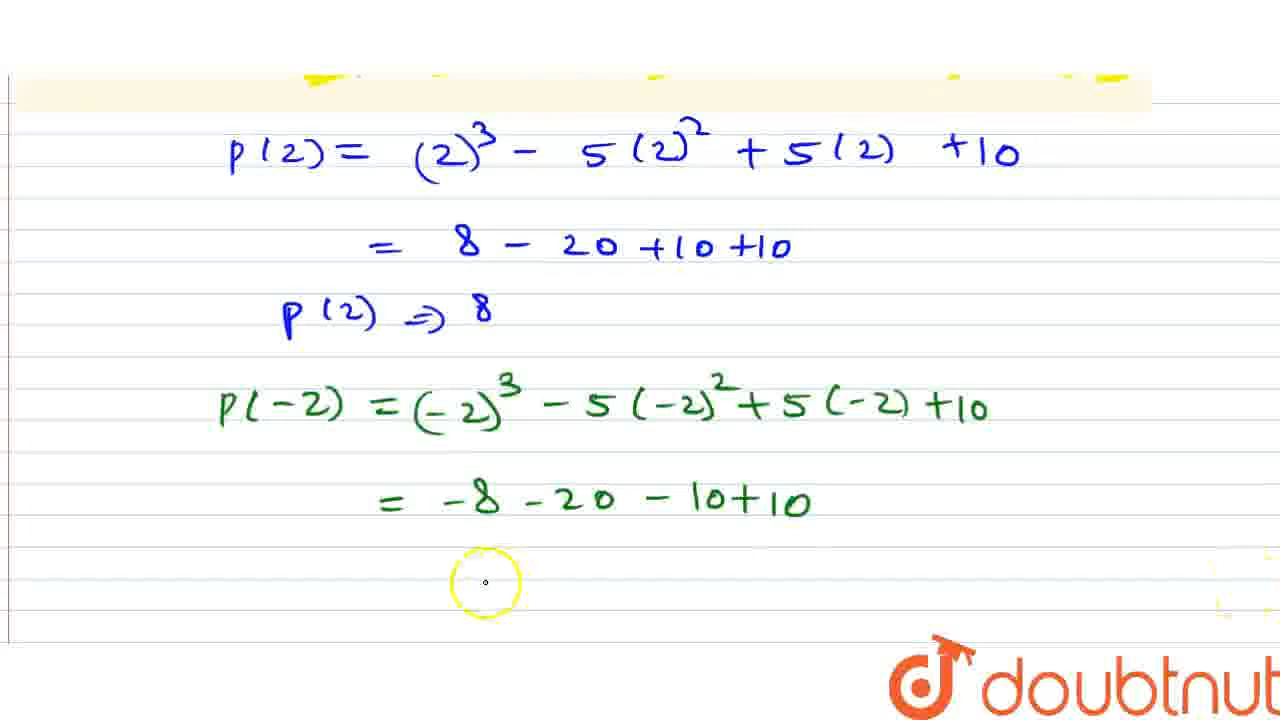 p(2) = (2)³ - 5(2)² + 5(2) + 10
= 8 - 20 + 10 + 10
p(2) ⇒ 8
p(-2) = (-2)³ - 5(-2)² + 5(-2) + 10
= -8 - 20 - 10 + 10
doubtnut